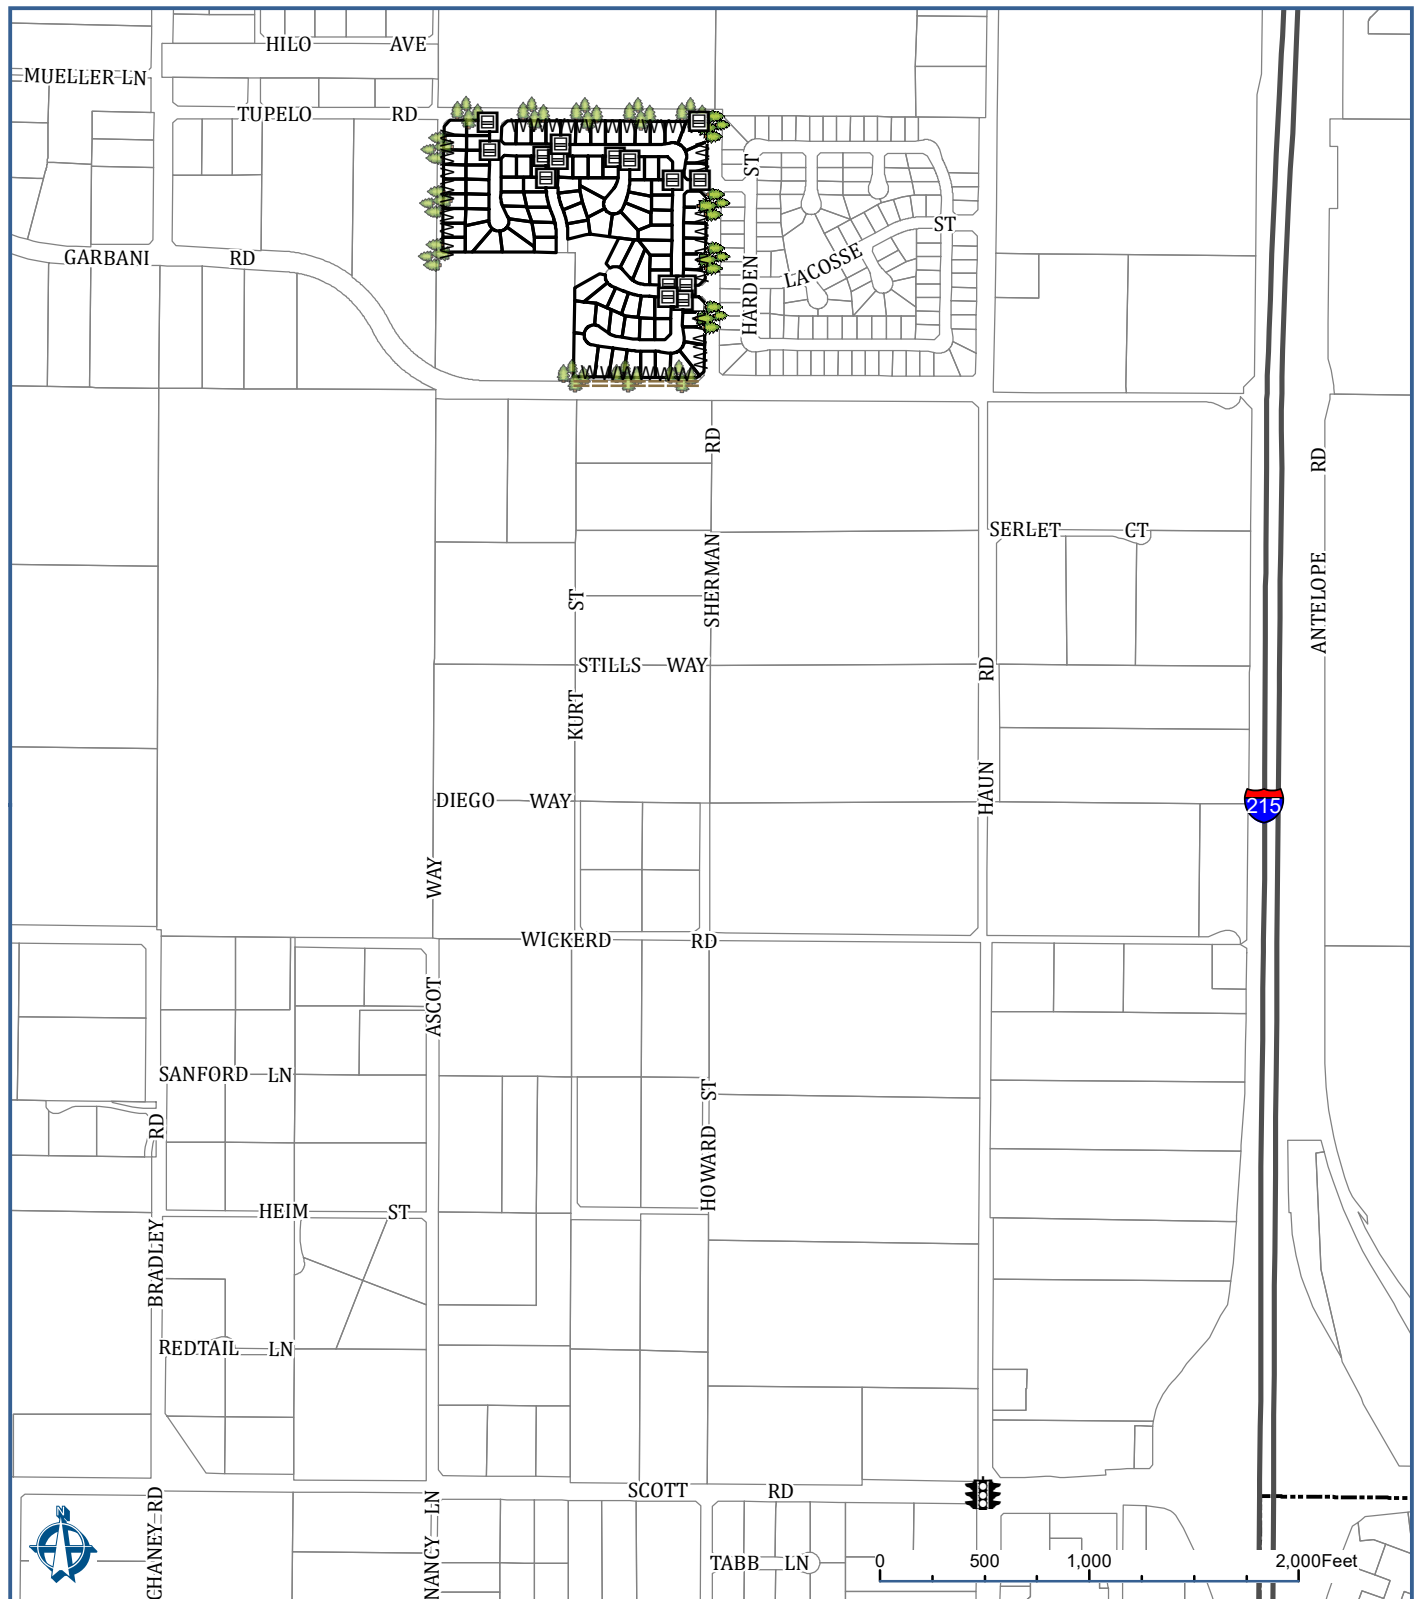 HILO AVE
MUELLER LN
TUPELO RD
ST
ST
GARBANI RD
LACOSSE
HARDEN
RD
RD
SERLET CT
SHERMAN
ANTELOPE
ST
STILLS WAY
RD
KURT
HAUN
DIEGO WAY
215
WAY
WICKERD RD
ASCOT
SANFORD LN
ST
RD
HOWARD
HEIM ST
BRADLEY
REDTAIL LN
SCOTT RD
RD
LN
N
CHANEY
NANCY
TABB LN
0 500 1,000 2,000Feet